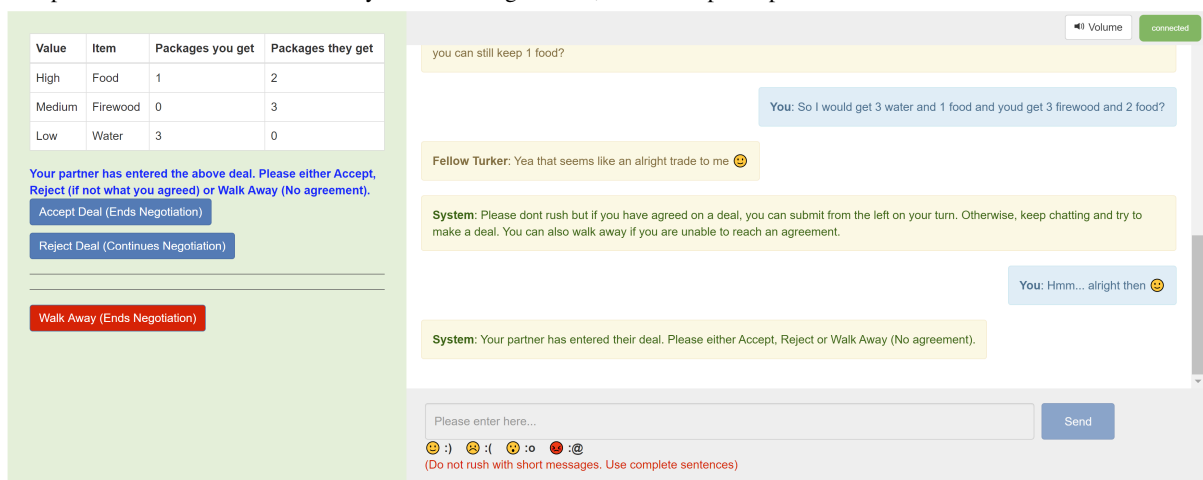 Volume
connected
Value Item Packages you get Packages they get
High Food 1 2
Medium Firewood 0 3
Low Water 3 0
Your partner has entered the above deal. Please either Accept,
Reject (if not what you agreed) or Walk Away (No agreement).
Accept Deal (Ends Negotiation)
Reject Deal (Continues Negotiation)
Walk Away (Ends Negotiation)
you can still keep 1 food?
You: So I would get 3 water and 1 food and youd get 3 firewood and 2 food?
Fellow Turker: Yea that seems like an alright trade to me 🙂
System: Please dont rush but if you have agreed on a deal, you can submit from the left on your turn. Otherwise, keep chatting and try to
make a deal. You can also walk away if you are unable to reach an agreement.
You: Hmm... alright then 🙂
System: Your partner has entered their deal. Please either Accept, Reject or Walk Away (No agreement).
Please enter here...
Send
🙂 :) ☹️ :( 😮 :o 😡 :@
(Do not rush with short messages. Use complete sentences)